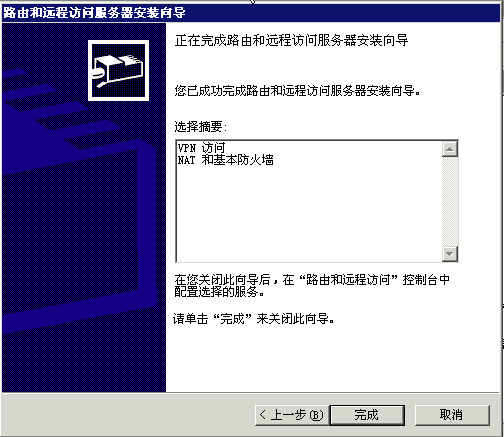 路由和远程访问服务器安装向导
正在完成路由和远程访问服务器安装向导
您已成功完成路由和远程访问服务器安装向导。
选择摘要:
VPN 访问
NAT 和基本防火墙
在您关闭此向导后，在“路由和远程访问”控制台中
配置选择的服务。
请单击“完成”来关闭此向导。
< 上一步(B)
完成
取消